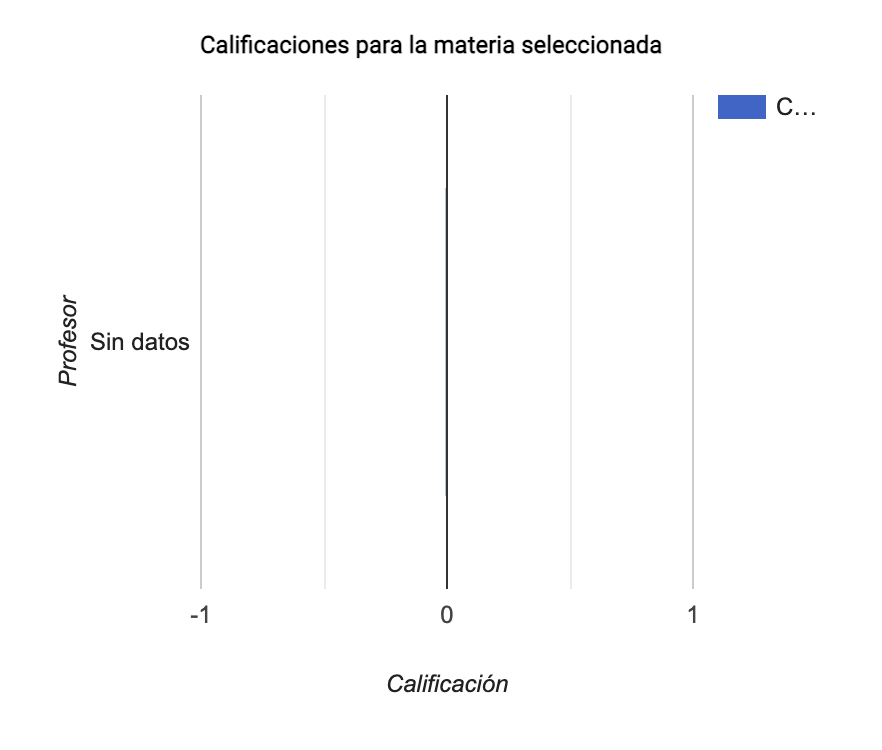 Calificaciones para la materia seleccionada
C…
Profesor
Sin datos
-1
0
1
Calificación